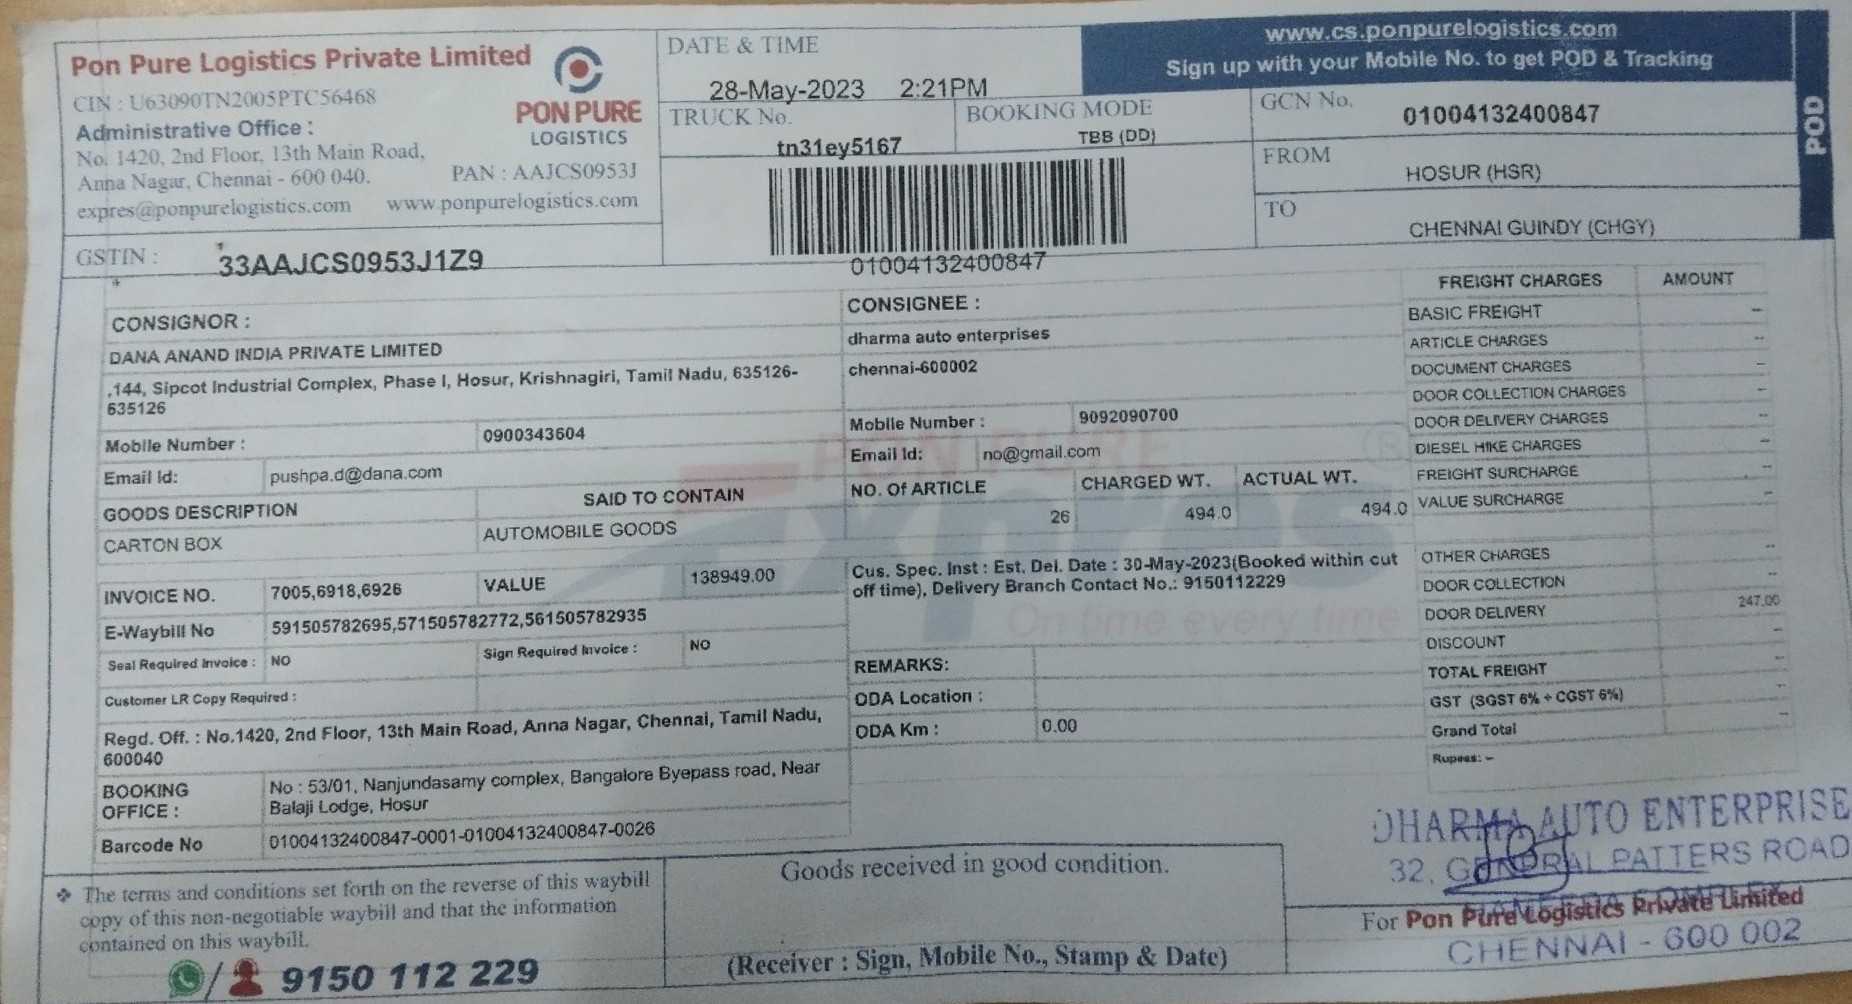 Pon Pure Logistics Private Limited
CIN : U63090TN2005PTC56468
Administrative Office :
No. 1420, 2nd Floor, 13th Main Road,
Anna Nagar, Chennai - 600 040.
PAN : AAJCS0953J
expres@ponpurelogistics.com www.ponpurelogistics.com
PON PURE
LOGISTICS
GSTIN : 33AAJCS0953J1Z9
DATE & TIME
28-May-2023 2:21PM
TRUCK No.
tn31ey5167
BOOKING MODE
TBB (DD)
01004132400847
www.cs.ponpurelogistics.com
Sign up with your Mobile No. to get POD & Tracking
GCN No. 01004132400847
FROM
HOSUR (HSR)
TO
CHENNAI GUINDY (CHGY)
POD
CONSIGNOR :
DANA ANAND INDIA PRIVATE LIMITED
,144, Sipcot Industrial Complex, Phase I, Hosur, Krishnagiri, Tamil Nadu, 635126-
635126
Mobile Number : 0900343604
Email Id: pushpa.d@dana.com
GOODS DESCRIPTION SAID TO CONTAIN
CARTON BOX AUTOMOBILE GOODS
INVOICE NO. 7005,6918,6926 VALUE 138949.00
E-Waybill No 591505782695,571505782772,561505782935
Seal Required Invoice : NO Sign Required Invoice : NO
Customer LR Copy Required :
Regd. Off. : No.1420, 2nd Floor, 13th Main Road, Anna Nagar, Chennai, Tamil Nadu,
600040
BOOKING
OFFICE :
No : 53/01, Nanjundasamy complex, Bangalore Byepass road, Near
Balaji Lodge, Hosur
Barcode No 01004132400847-0001-01004132400847-0026
CONSIGNEE :
dharma auto enterprises
chennai-600002
Mobile Number : 9092090700
Email Id: no@gmail.com
NO. Of ARTICLE CHARGED WT. ACTUAL WT.
26 494.0 494.0
Cus. Spec. Inst : Est. Del. Date : 30-May-2023(Booked within cut
off time), Delivery Branch Contact No.: 9150112229
REMARKS:
ODA Location :
ODA Km : 0.00
PON PURE
Expres
On time every time
®
FREIGHT CHARGES AMOUNT
BASIC FREIGHT –
ARTICLE CHARGES –
DOCUMENT CHARGES –
DOOR COLLECTION CHARGES –
DOOR DELIVERY CHARGES –
DIESEL HIKE CHARGES –
FREIGHT SURCHARGE –
VALUE SURCHARGE –
OTHER CHARGES –
DOOR COLLECTION –
DOOR DELIVERY 247.00
DISCOUNT –
TOTAL FREIGHT –
GST (SGST 6% + CGST 6%) –
Grand Total –
Rupees: –
The terms and conditions set forth on the reverse of this waybill
copy of this non-negotiable waybill and that the information
contained on this waybill.
/ 9150 112 229
Goods received in good condition.
(Receiver : Sign, Mobile No., Stamp & Date)
DHARMA AUTO ENTERPRISE
32, GENERAL PATTERS ROAD
For Pon Pure Logistics Private Limited
CHENNAI - 600 002